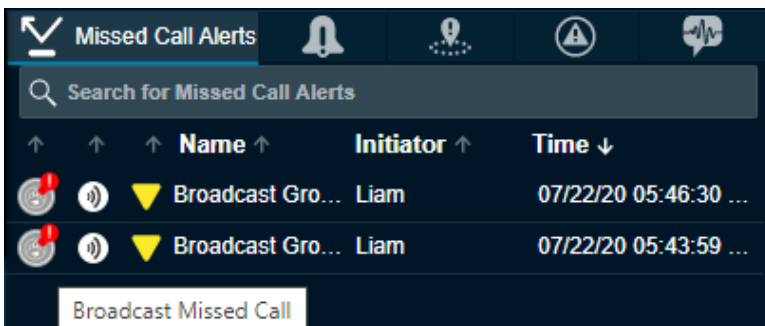 Missed Call Alerts
Search for Missed Call Alerts
Name Initiator Time
Broadcast Gro... Liam 07/22/20 05:46:30 ...
Broadcast Gro... Liam 07/22/20 05:43:59 ...
Broadcast Missed Call